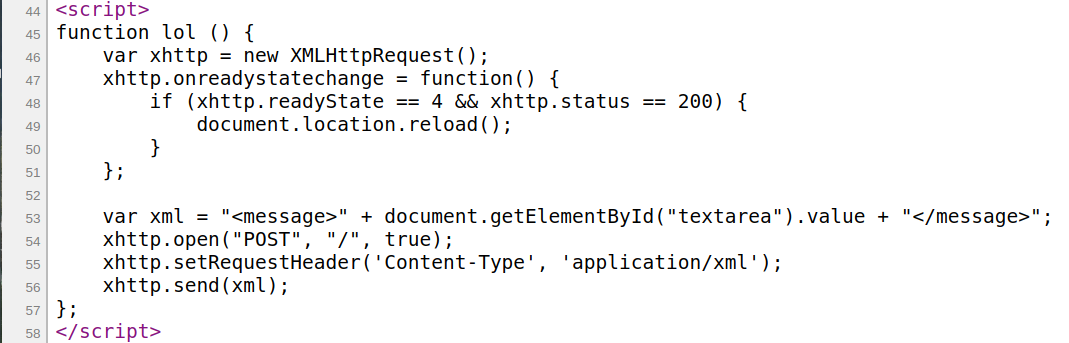 44 <script>
45 function lol () {
46     var xhttp = new XMLHttpRequest();
47     xhttp.onreadystatechange = function() {
48         if (xhttp.readyState == 4 && xhttp.status == 200) {
49             document.location.reload();
50         }
51     };
52
53     var xml = "<message>" + document.getElementById("textarea").value + "</message>";
54     xhttp.open("POST", "/", true);
55     xhttp.setRequestHeader('Content-Type', 'application/xml');
56     xhttp.send(xml);
57 };
58 </script>